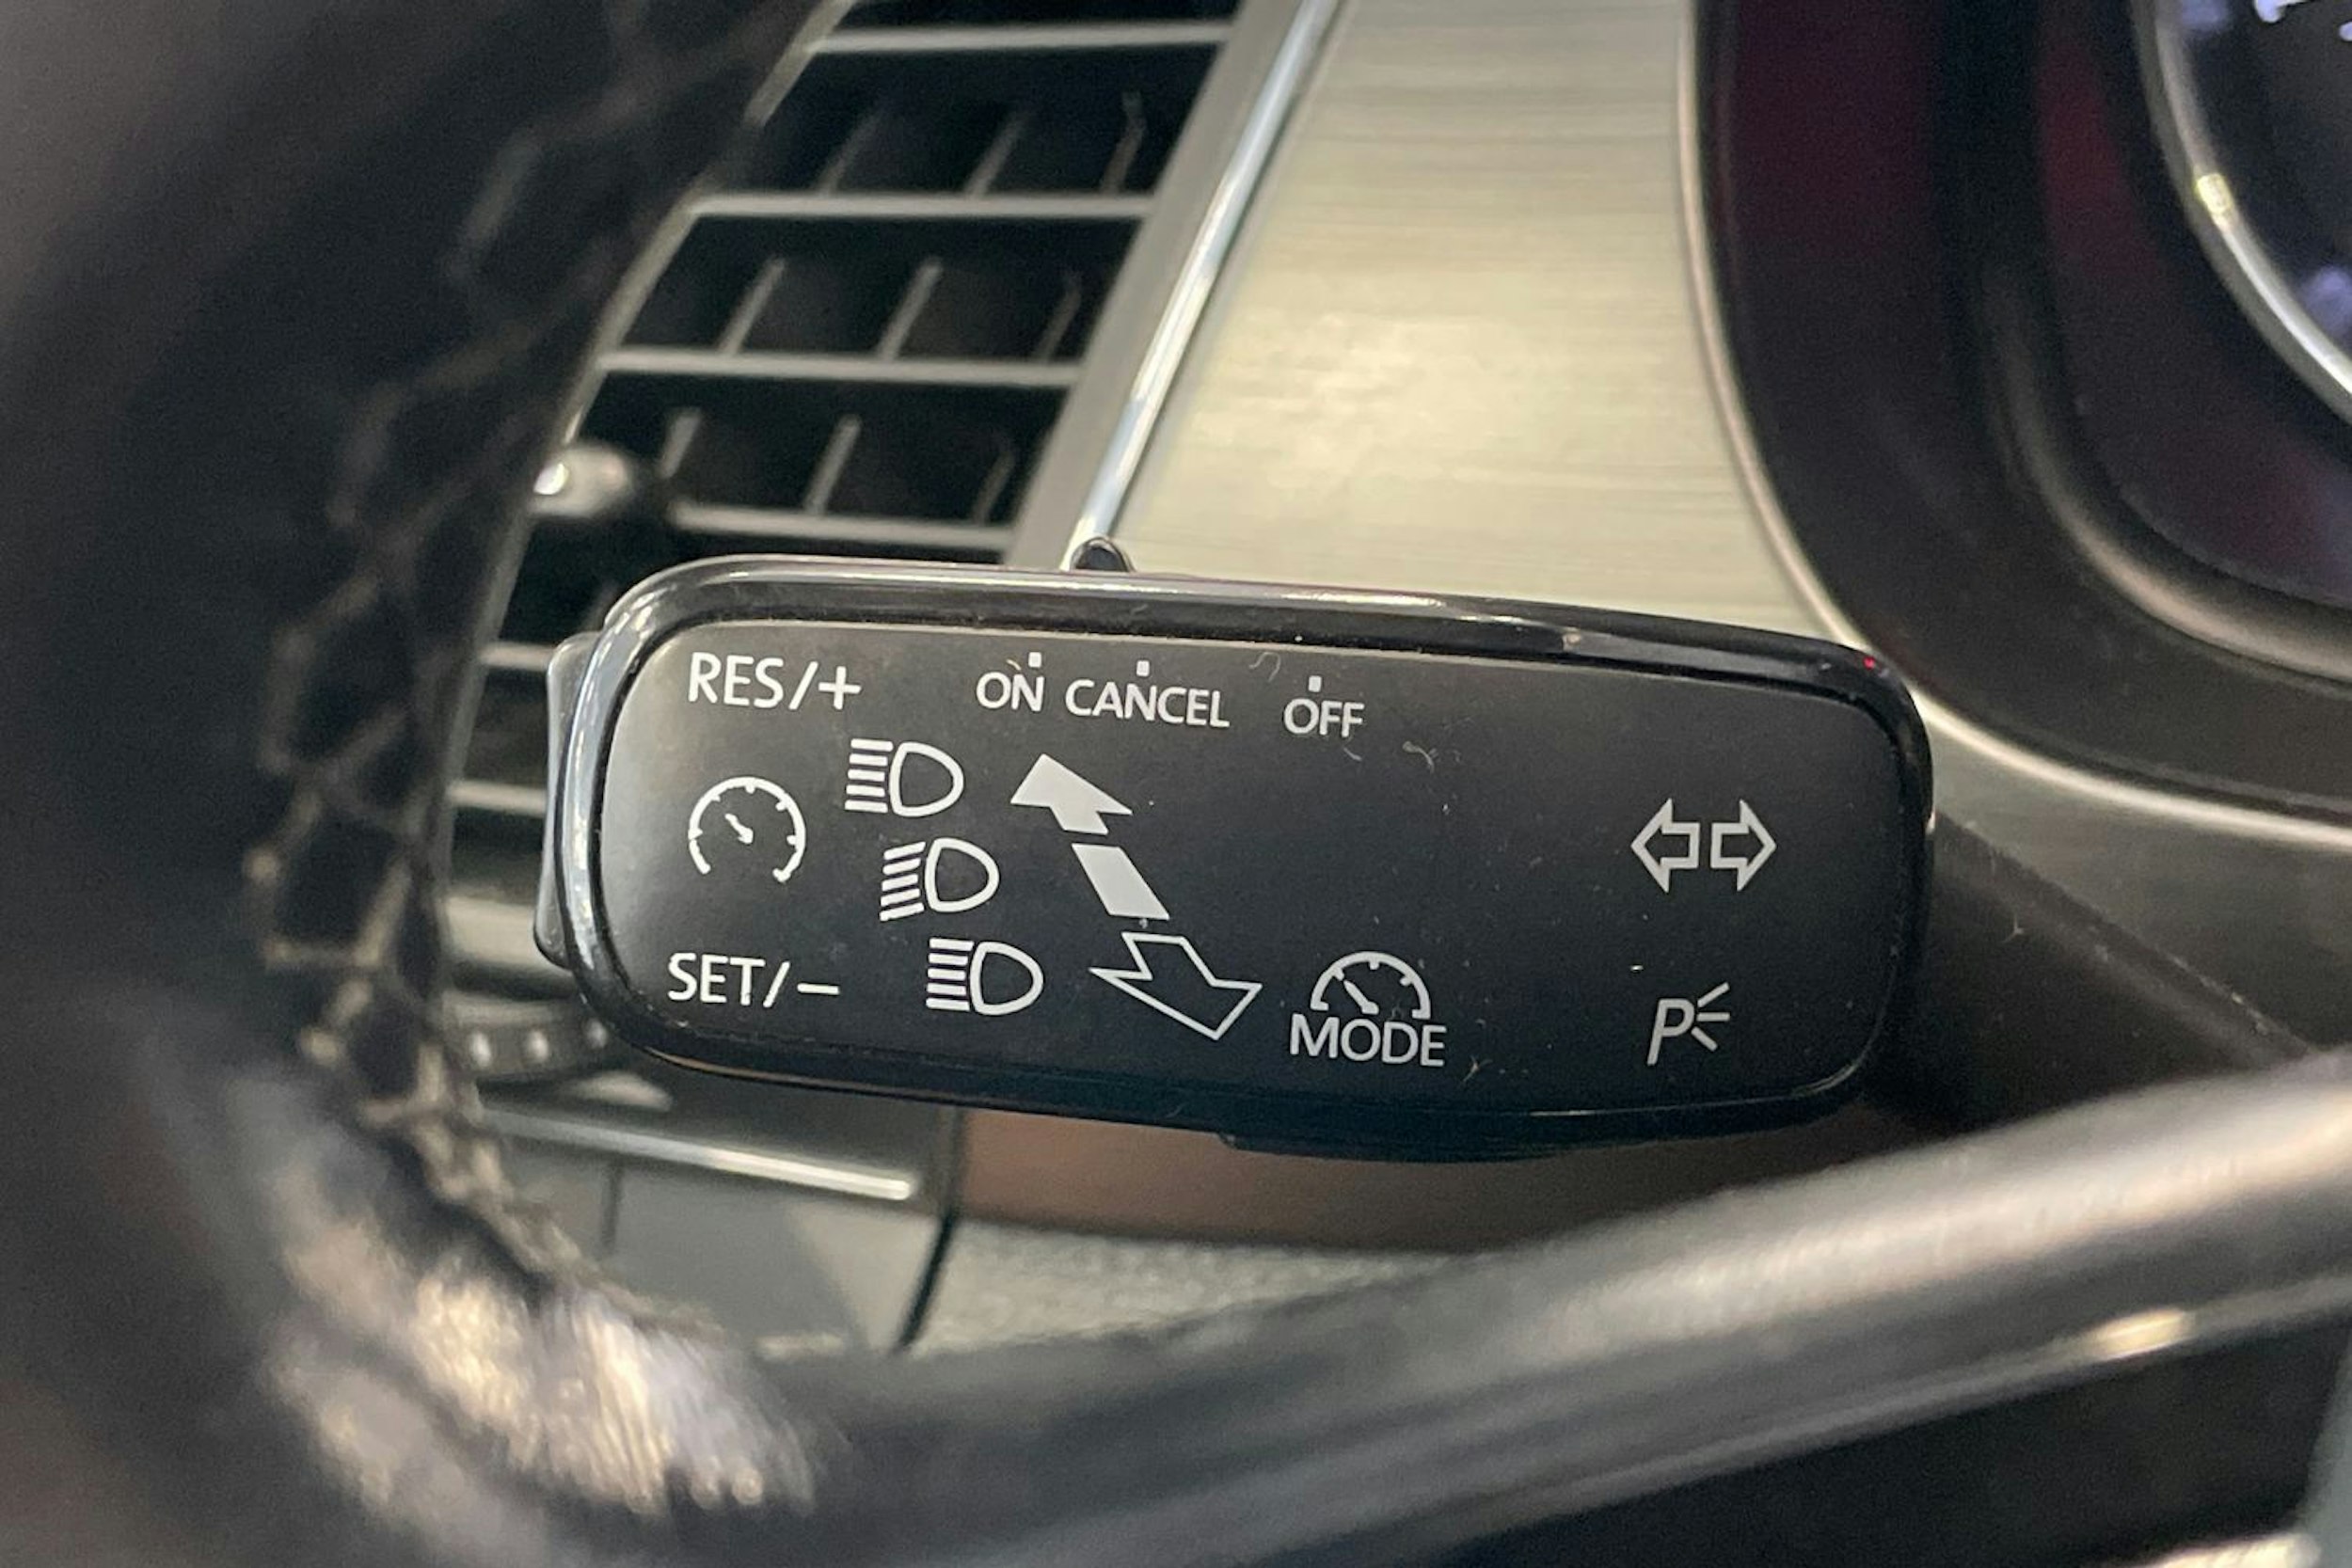 RES/+
ON CANCEL OFF
SET/−
MODE
P